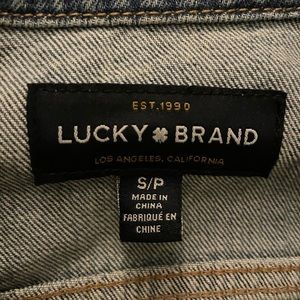 EST. 1990
LUCKY BRAND
LOS ANGELES, CALIFORNIA
S/P
MADE IN
CHINA
FABRIQUÉ EN
CHINE